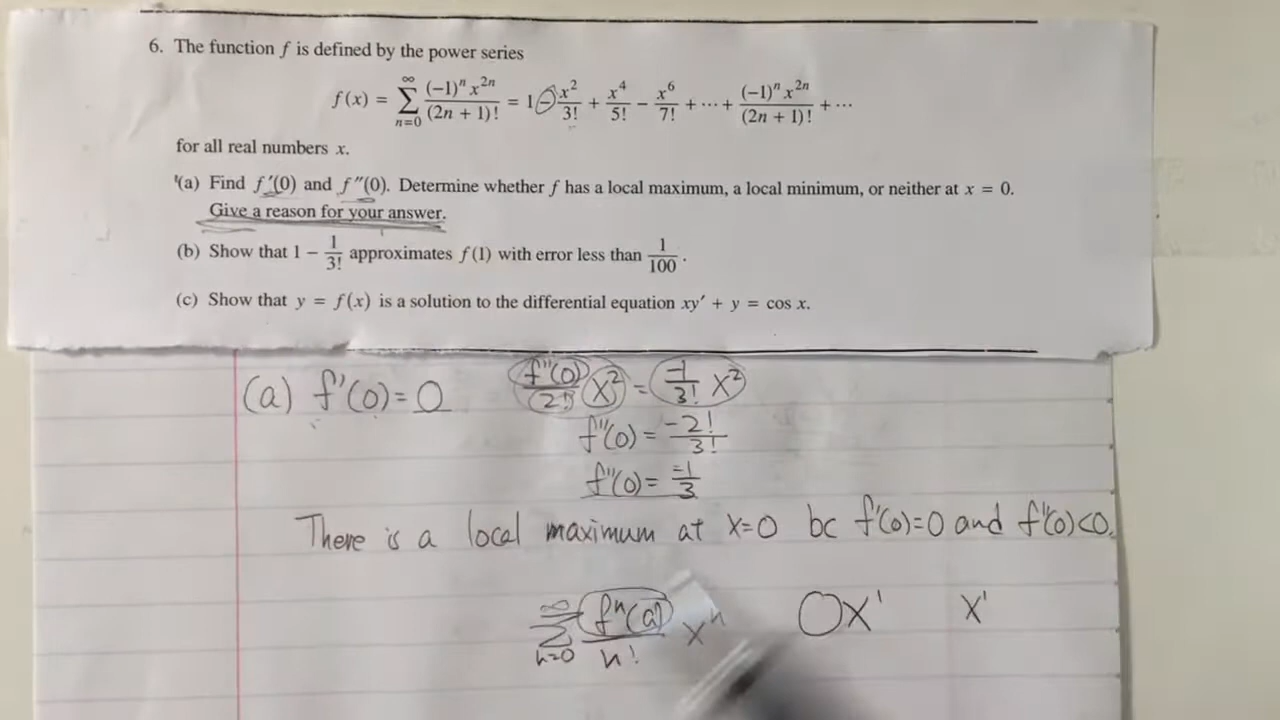 6. The function f is defined by the power series
f(x) = ∑_{n=0}^{∞} (-1)^n x^{2n} / (2n + 1)! = 1 - x^2/3! + x^4/5! - x^6/7! + ⋯ + (-1)^n x^{2n} / (2n + 1)! + ⋯
for all real numbers x.
(a) Find f′(0) and f″(0). Determine whether f has a local maximum, a local minimum, or neither at x = 0.
Give a reason for your answer.
(b) Show that 1 - 1/3! approximates f(1) with error less than 1/100.
(c) Show that y = f(x) is a solution to the differential equation xy′ + y = cos x.
(a) f'(0)=0 f"(0)/2! x^2 = -1/3! x^2
f"(0) = -2!/3!
f"(0) = -1/3
There is a local maximum at x=0 bc f'(0)=0 and f"(0)<0.
∑_{n=0}^{∞} f^n(a)/n! x^n 0x^1 x^1